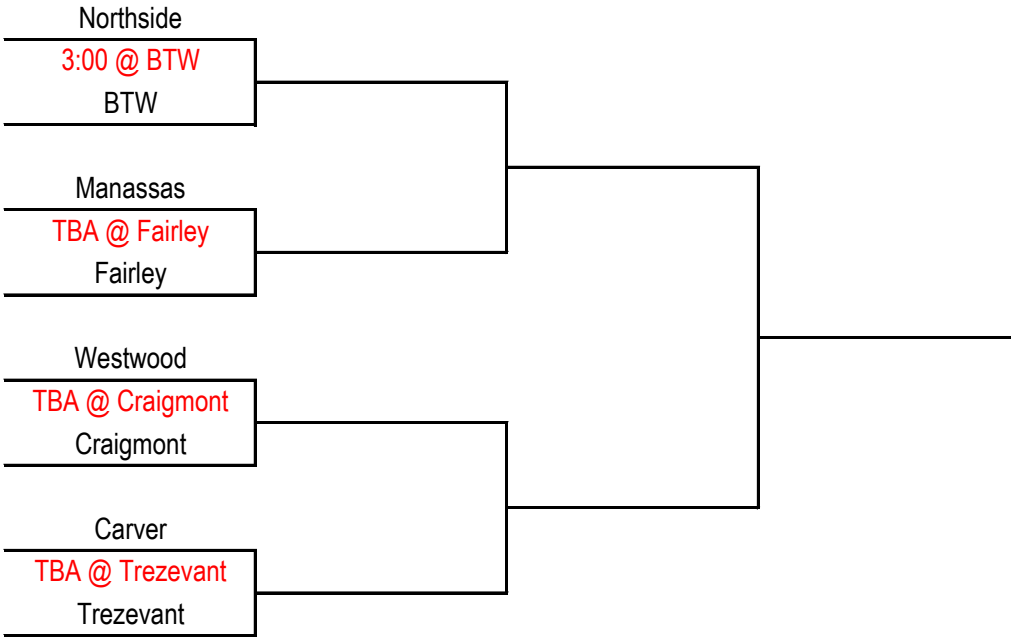 Northside
3:00 @ BTW
BTW
Manassas
TBA @ Fairley
Fairley
Westwood
TBA @ Craigmont
Craigmont
Carver
TBA @ Trezevant
Trezevant